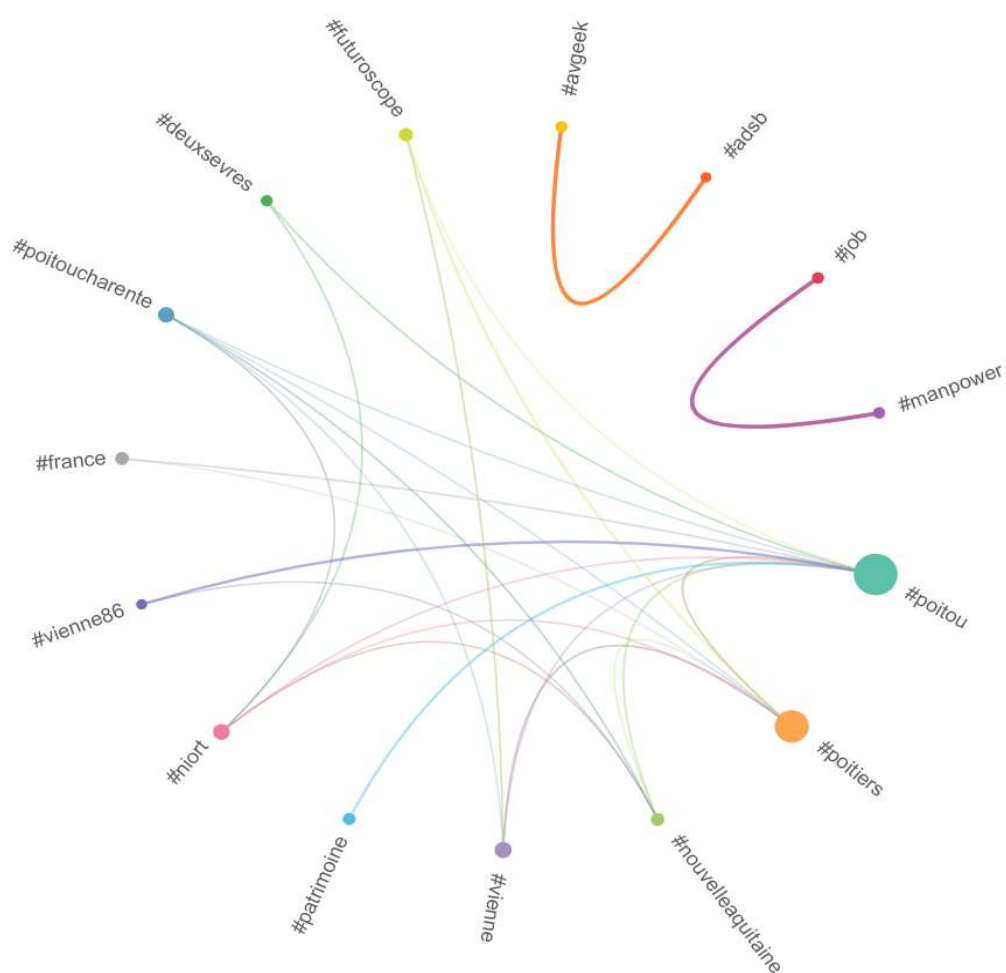 #futuroscope
#avgeek
#adsb
#deuxsevres
#job
#poitoucharente
#manpower
#france
#vienne86
#poitou
#niort
#poitiers
#patrimoine
#vienne
#nouvelleaquitaine